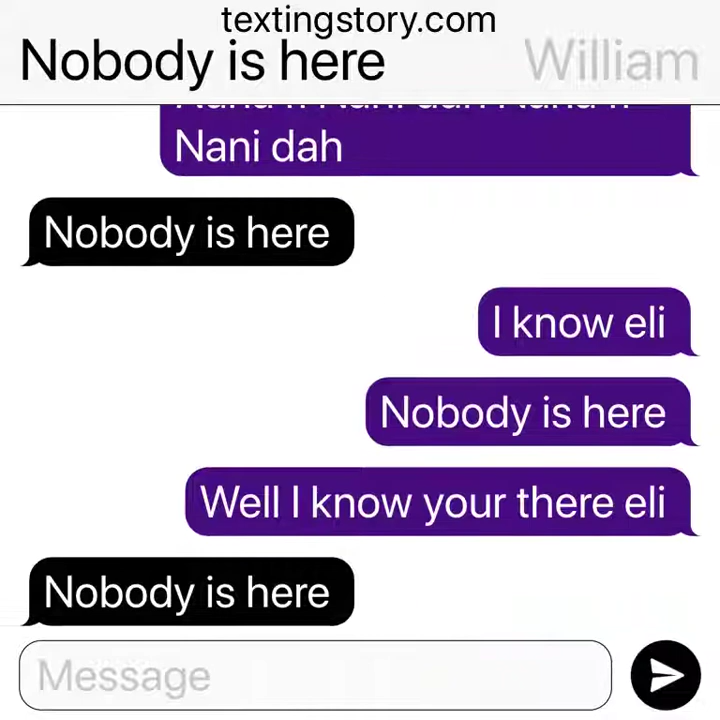 textingstory.com
Nobody is here
William
Nani dah
Nobody is here
I know eli
Nobody is here
Well I know your there eli
Nobody is here
Message